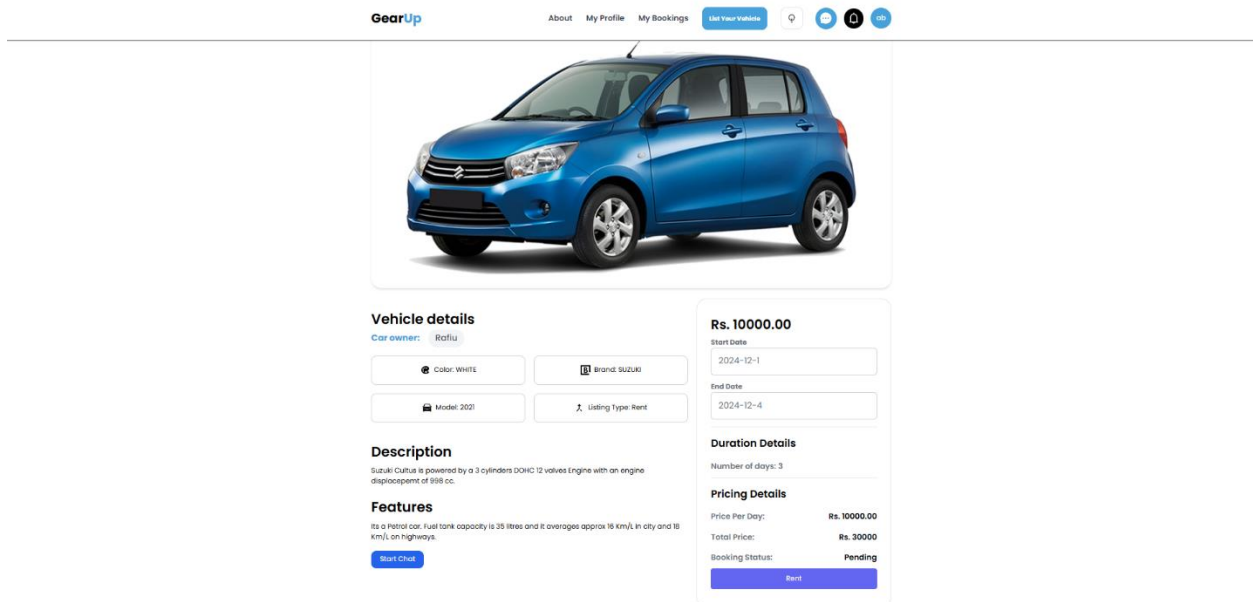 GearUp
About My Profile My Bookings List Your Vehicle ob
Vehicle details
Car owner: Rafiu
Color: WHITE
Brand: SUZUKI
Model: 2021
Listing Type: Rent
Description
Suzuki Cultus is powered by a 3 cylinders DOHC 12 valves Engine with an engine
displacepemt of 998 cc.
Features
Its a Petrol car. Fuel tank capacity is 35 litres and it averages approx 16 Km/L in city and 18
Km/L on highways.
Start Chat
Rs. 10000.00
Start Date
2024-12-1
End Date
2024-12-4
Duration Details
Number of days: 3
Pricing Details
Price Per Day: Rs. 10000.00
Total Price: Rs. 30000
Booking Status: Pending
Rent